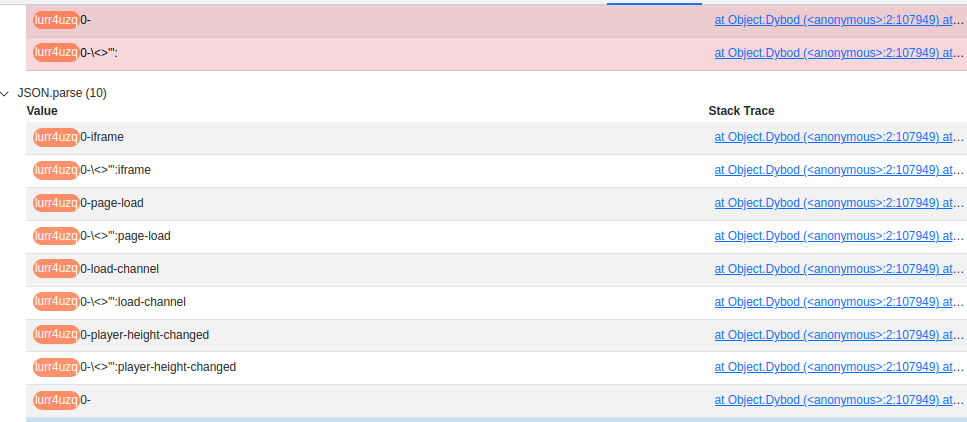 lurr4uzq0- at Object.Dybod (<anonymous>:2:107949) at…
lurr4uzq0-\<>'": at Object.Dybod (<anonymous>:2:107949) at…
JSON.parse (10)
Value Stack Trace
lurr4uzq0-iframe at Object.Dybod (<anonymous>:2:107949) at…
lurr4uzq0-\<>'":iframe at Object.Dybod (<anonymous>:2:107949) at…
lurr4uzq0-page-load at Object.Dybod (<anonymous>:2:107949) at…
lurr4uzq0-\<>'":page-load at Object.Dybod (<anonymous>:2:107949) at…
lurr4uzq0-load-channel at Object.Dybod (<anonymous>:2:107949) at…
lurr4uzq0-\<>'":load-channel at Object.Dybod (<anonymous>:2:107949) at…
lurr4uzq0-player-height-changed at Object.Dybod (<anonymous>:2:107949) at…
lurr4uzq0-\<>'":player-height-changed at Object.Dybod (<anonymous>:2:107949) at…
lurr4uzq0- at Object.Dybod (<anonymous>:2:107949) at…